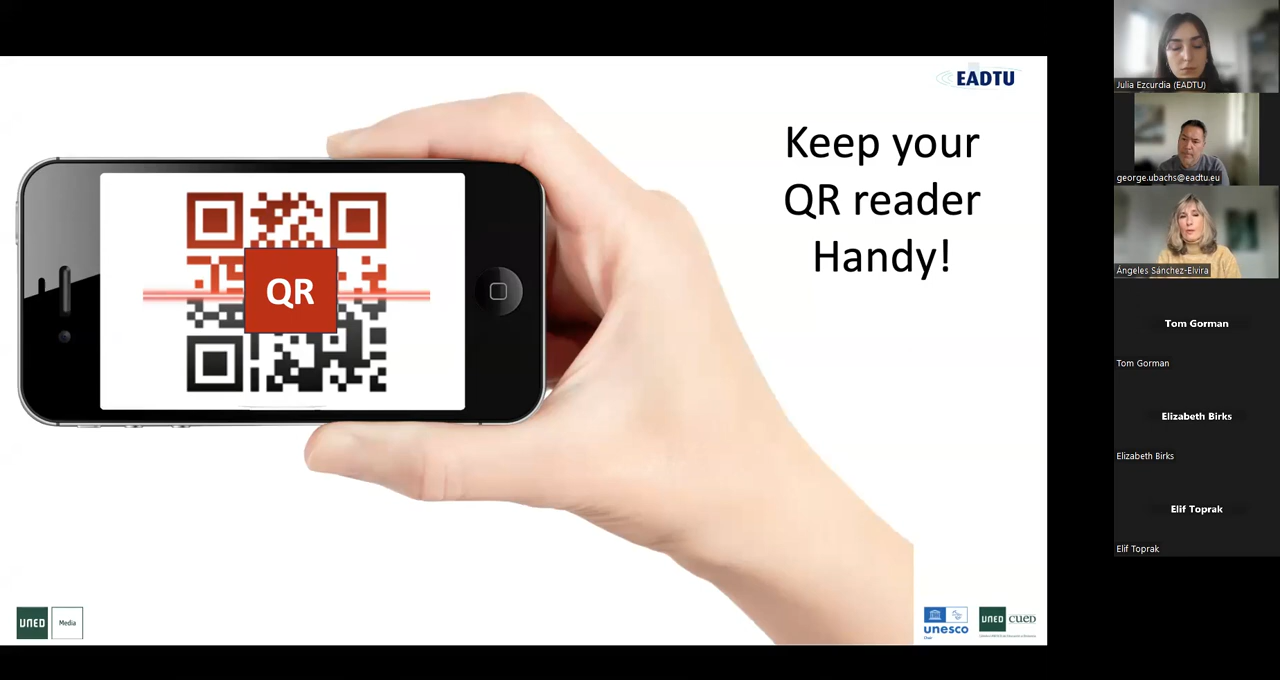 EADTU
Keep your
QR reader
Handy!
QR
UNED
Media
unesco
Chair
UNED
CUED
Julia Ezcurdia (EADTU)
george.ubachs@eadtu.eu
Ángeles Sánchez-Elvira
Tom Gorman
Tom Gorman
Elizabeth Birks
Elizabeth Birks
Elif Toprak
Elif Toprak